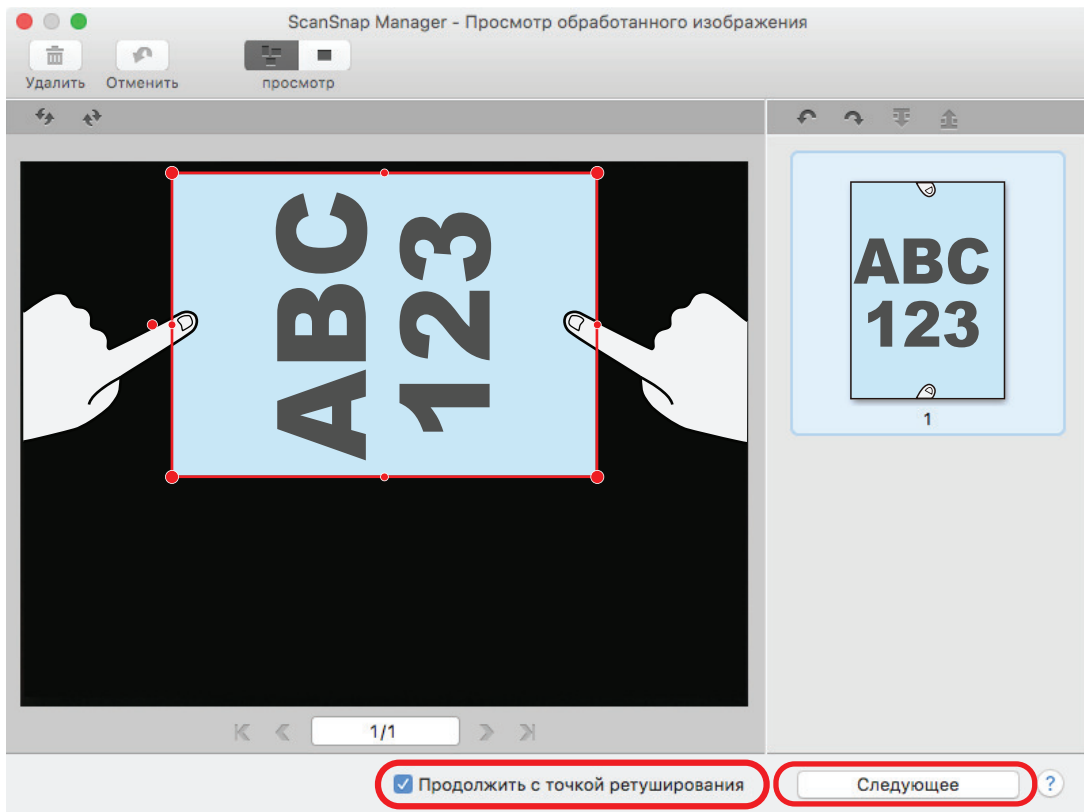 ScanSnap Manager - Просмотр обработанного изображения
Удалить Отменить просмотр
ABC
123
ABC
123
1
1/1
Продолжить с точкой ретуширования Следующее ?